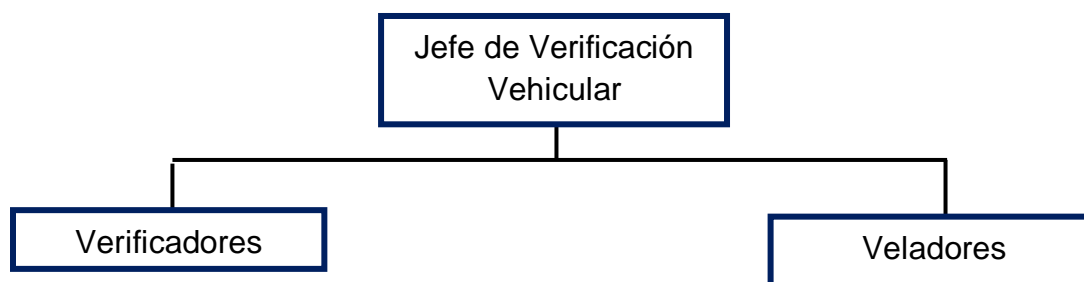 Jefe de Verificación
Vehicular
Verificadores
Veladores